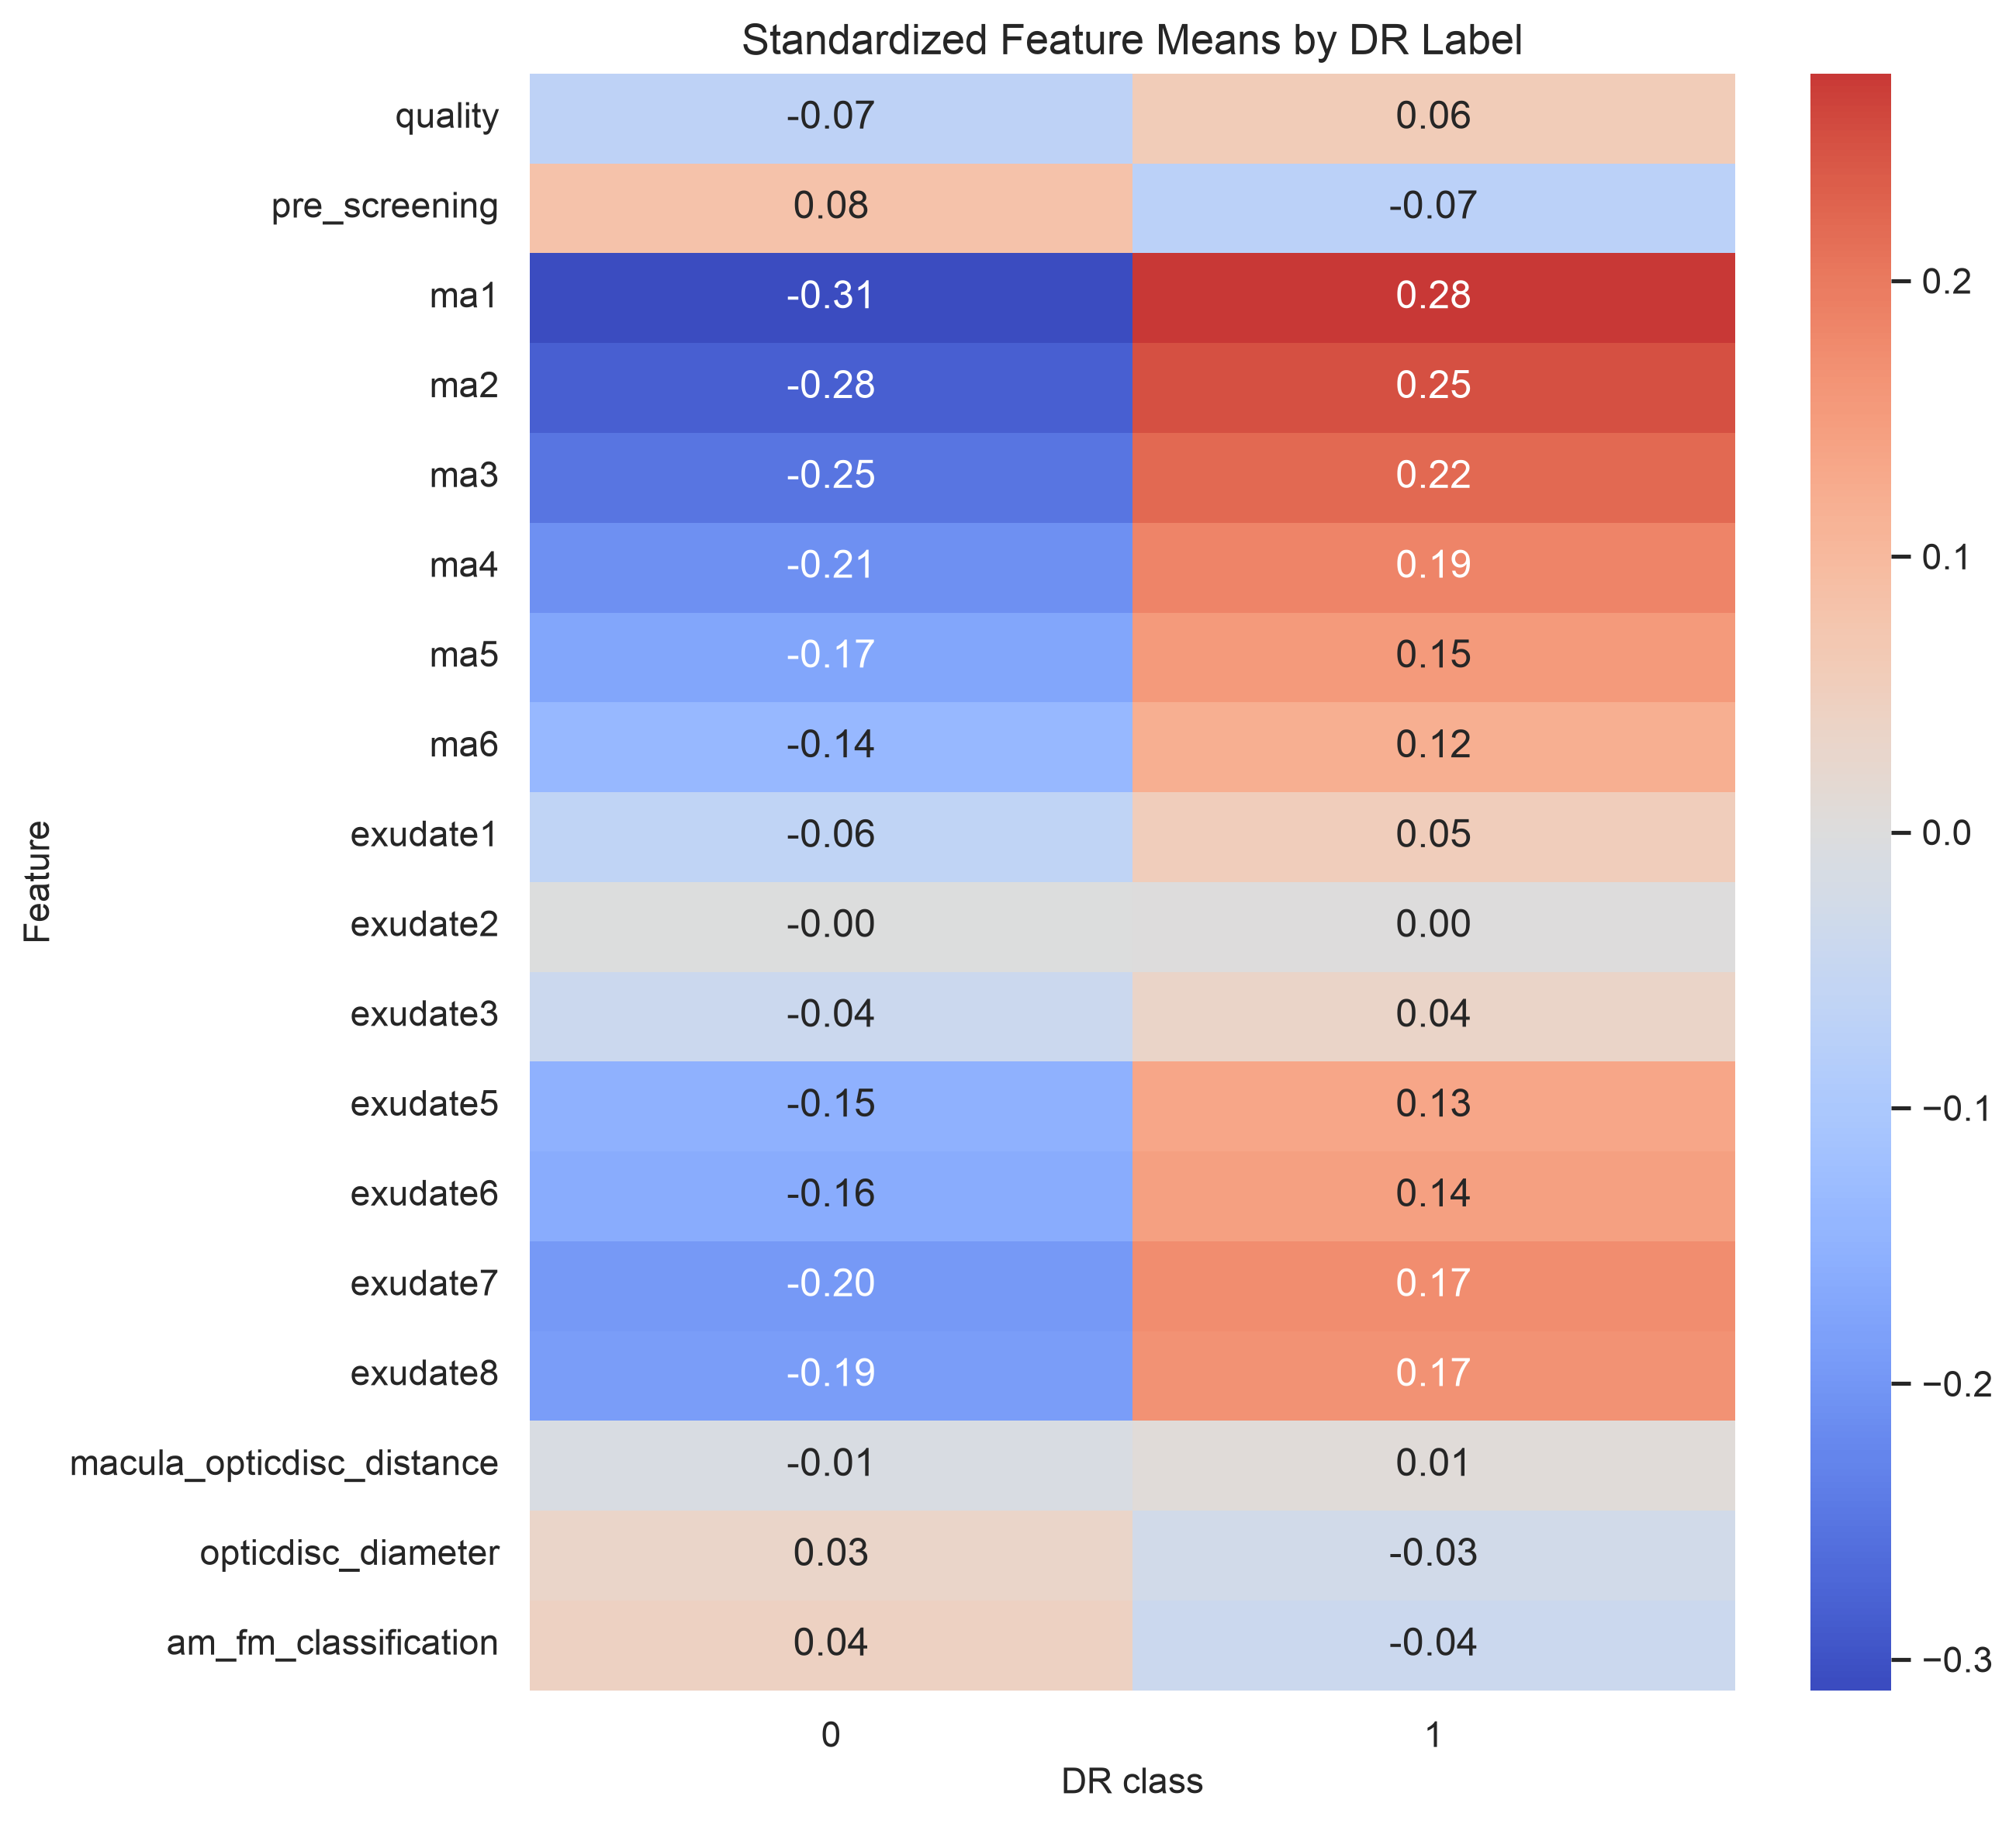 Standardized Feature Means by DR Label
quality -0.07 0.06
pre_screening 0.08 -0.07
ma1 -0.31 0.28
ma2 -0.28 0.25
ma3 -0.25 0.22
ma4 -0.21 0.19
ma5 -0.17 0.15
ma6 -0.14 0.12
exudate1 -0.06 0.05
exudate2 -0.00 0.00
exudate3 -0.04 0.04
exudate5 -0.15 0.13
exudate6 -0.16 0.14
exudate7 -0.20 0.17
exudate8 -0.19 0.17
macula_opticdisc_distance -0.01 0.01
opticdisc_diameter 0.03 -0.03
am_fm_classification 0.04 -0.04
0 1
DR class
Feature
0.2
0.1
0.0
−0.1
−0.2
−0.3